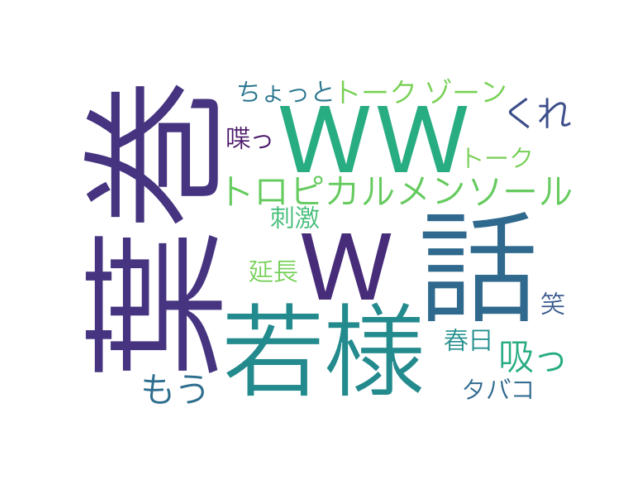 葉巻
ちょっと
トークゾーン
ww
くれ
喋っ
トーク
トロピカルメンソール
刺激
w
話
延長
若様
笑
春日
吸っ
もう
タバコ